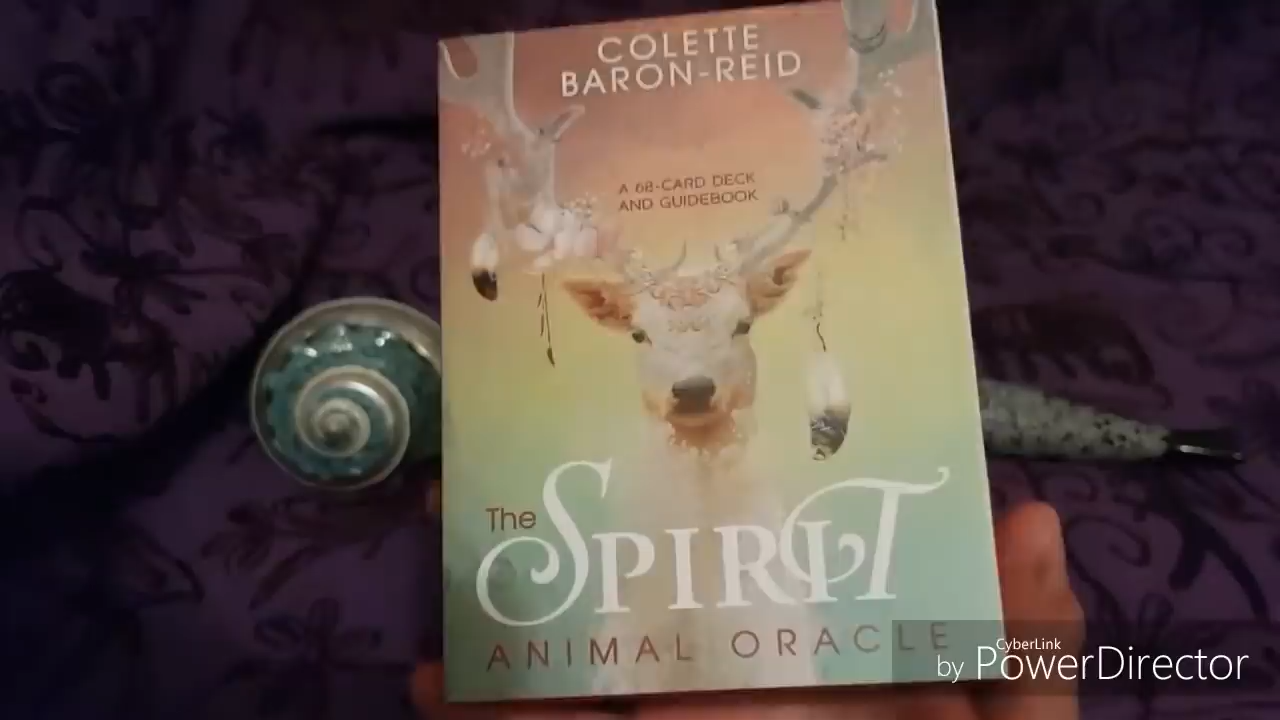 COLETTE
BARON-REID
A 68-CARD DECK
AND GUIDEBOOK
The
SPIRIT
ANIMAL ORACLE
CyberLink
by PowerDirector